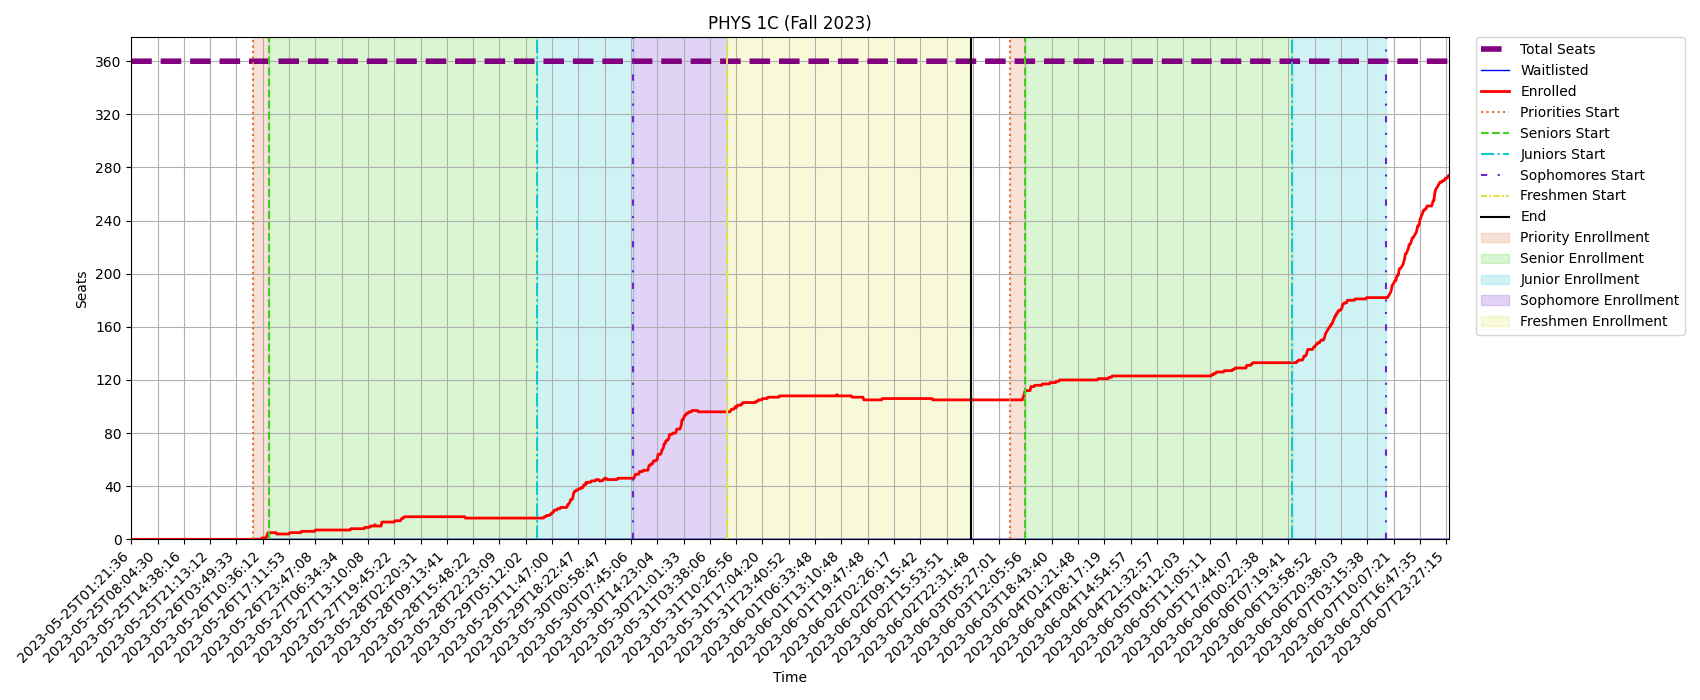 PHYS 1C (Fall 2023)
Seats
360
320
280
240
200
160
120
80
40
0
2023-05-25T01:21:36
2023-05-25T08:04:30
2023-05-25T14:38:16
2023-05-25T21:13:12
2023-05-26T03:49:33
2023-05-26T10:36:12
2023-05-26T17:11:53
2023-05-26T23:47:08
2023-05-27T06:34:34
2023-05-27T13:10:08
2023-05-27T19:45:22
2023-05-28T02:20:31
2023-05-28T09:13:41
2023-05-28T15:48:22
2023-05-28T22:23:09
2023-05-29T05:12:02
2023-05-29T11:47:00
2023-05-29T18:22:47
2023-05-30T00:58:47
2023-05-30T07:45:06
2023-05-30T14:23:04
2023-05-30T21:01:33
2023-05-31T03:38:06
2023-05-31T10:26:56
2023-05-31T17:04:20
2023-05-31T23:40:52
2023-06-01T06:33:48
2023-06-01T13:10:48
2023-06-01T19:47:48
2023-06-02T02:26:17
2023-06-02T09:15:42
2023-06-02T15:53:51
2023-06-02T22:31:48
2023-06-03T05:27:01
2023-06-03T12:05:56
2023-06-03T18:43:40
2023-06-04T01:21:48
2023-06-04T08:17:19
2023-06-04T14:54:57
2023-06-04T21:32:57
2023-06-05T04:12:03
2023-06-05T11:05:11
2023-06-05T17:44:07
2023-06-06T00:22:38
2023-06-06T07:19:41
2023-06-06T13:58:52
2023-06-06T20:38:03
2023-06-07T03:15:38
2023-06-07T10:07:21
2023-06-07T16:47:35
2023-06-07T23:27:15
Time
Total Seats
Waitlisted
Enrolled
Priorities Start
Seniors Start
Juniors Start
Sophomores Start
Freshmen Start
End
Priority Enrollment
Senior Enrollment
Junior Enrollment
Sophomore Enrollment
Freshmen Enrollment